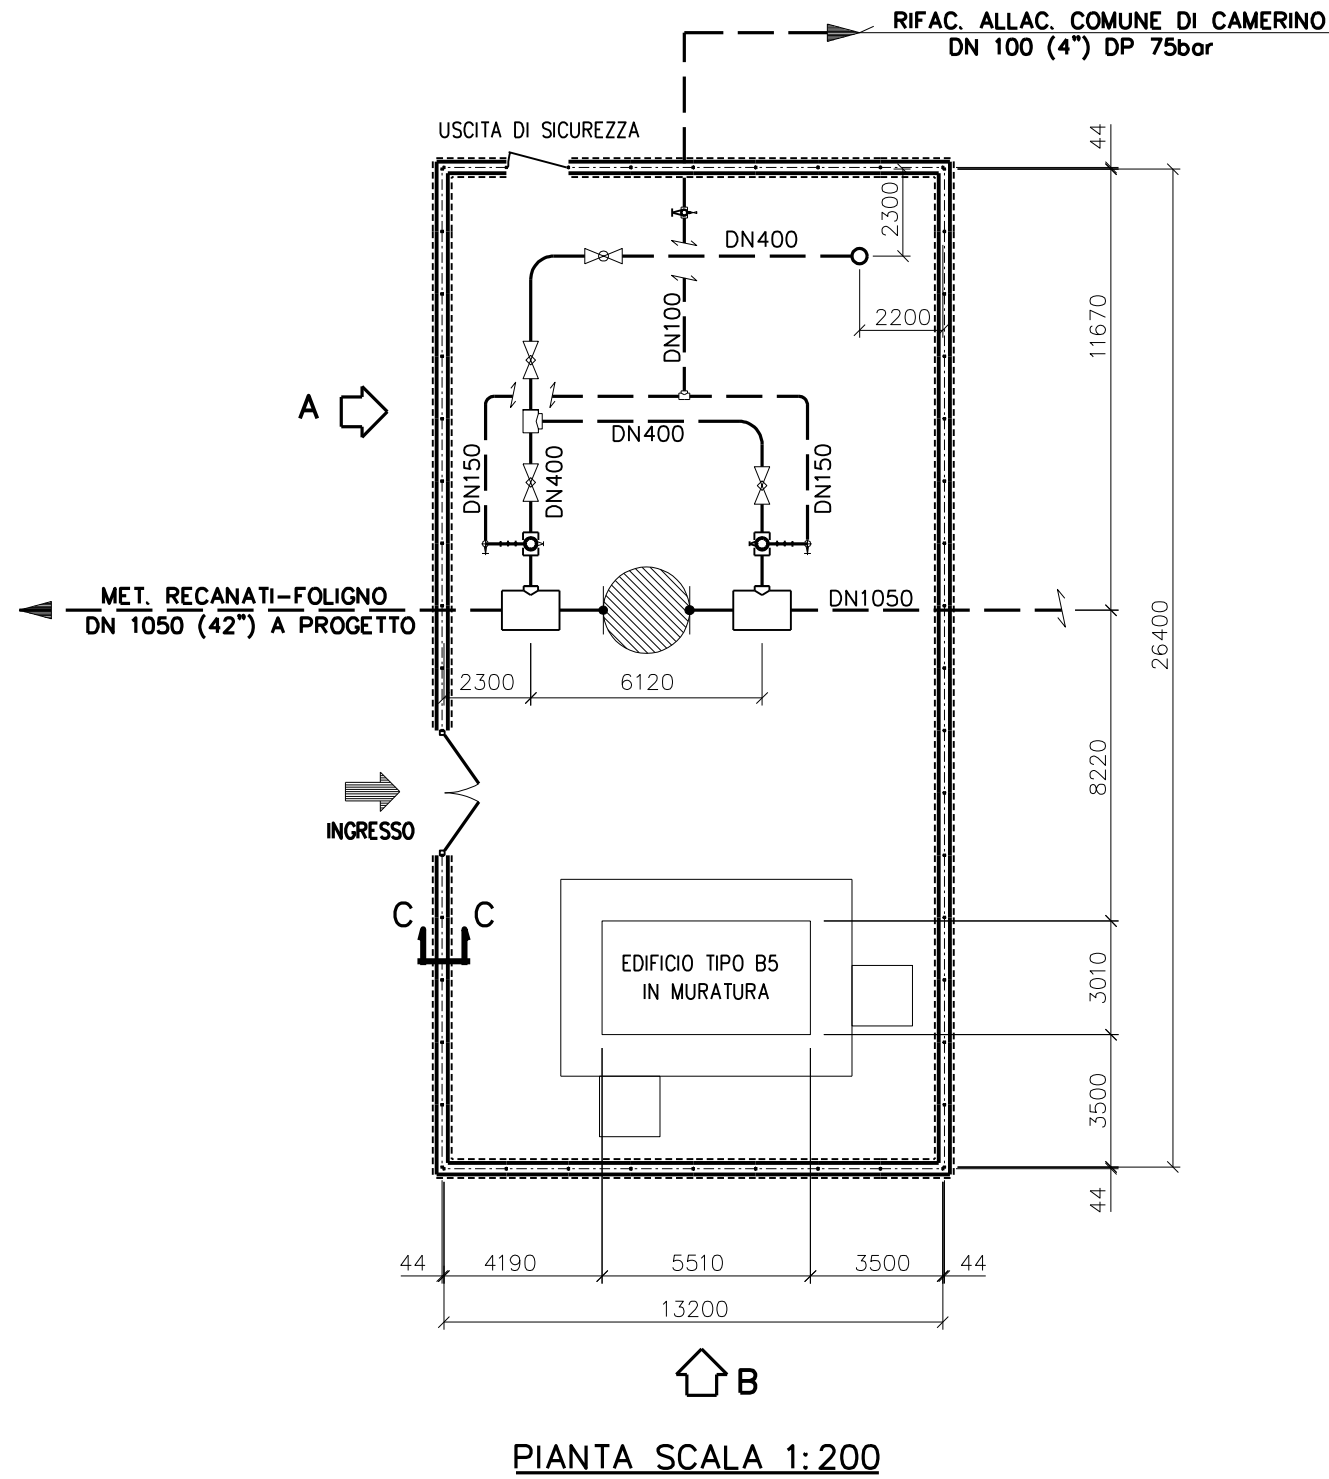 RIFAC. ALLAC. COMUNE DI CAMERINO
DN 100 (4") DP 75bar
USCITA DI SICUREZZA
44
2300
DN400
2200
DN100
11670
A
DN400
DN150
DN400
DN150
MET. RECANATI-FOLIGNO
DN 1050 (42") A PROGETTO
DN1050
26400
2300
6120
8220
INGRESSO
C C
EDIFICIO TIPO B5
IN MURATURA
3010
3500
44
44 4190 5510 3500 44
13200
B
PIANTA SCALA 1:200